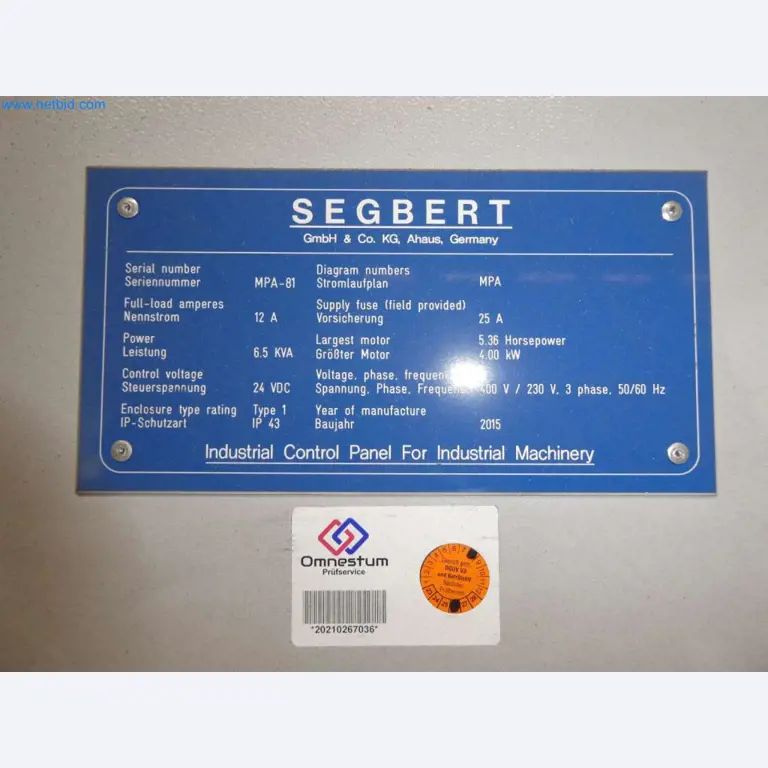 www.netbid.com
SEGBERT
GmbH & Co. KG, Ahaus, Germany
Serial number
Seriennummer MPA-81
Diagram numbers
Stromlaufplan MPA
Full-load amperes
Nennstrom 12 A
Supply fuse (field provided)
Vorsicherung 25 A
Power
Leistung 6.5 KVA
Largest motor 5.36 Horsepower
Größter Motor 4.00 kW
Control voltage
Steuerspannung 24 VDC
Voltage, phase,
Spannung, Phase, 400 V / 230 V, 3 phase, 50/60 Hz
Enclosure type rating Type 1
IP-Schutzart IP 43
Year of manufacture
Baujahr 2015
Industrial Control Panel For Industrial Machinery
Omnestum
Prüfservice
*20210267036*